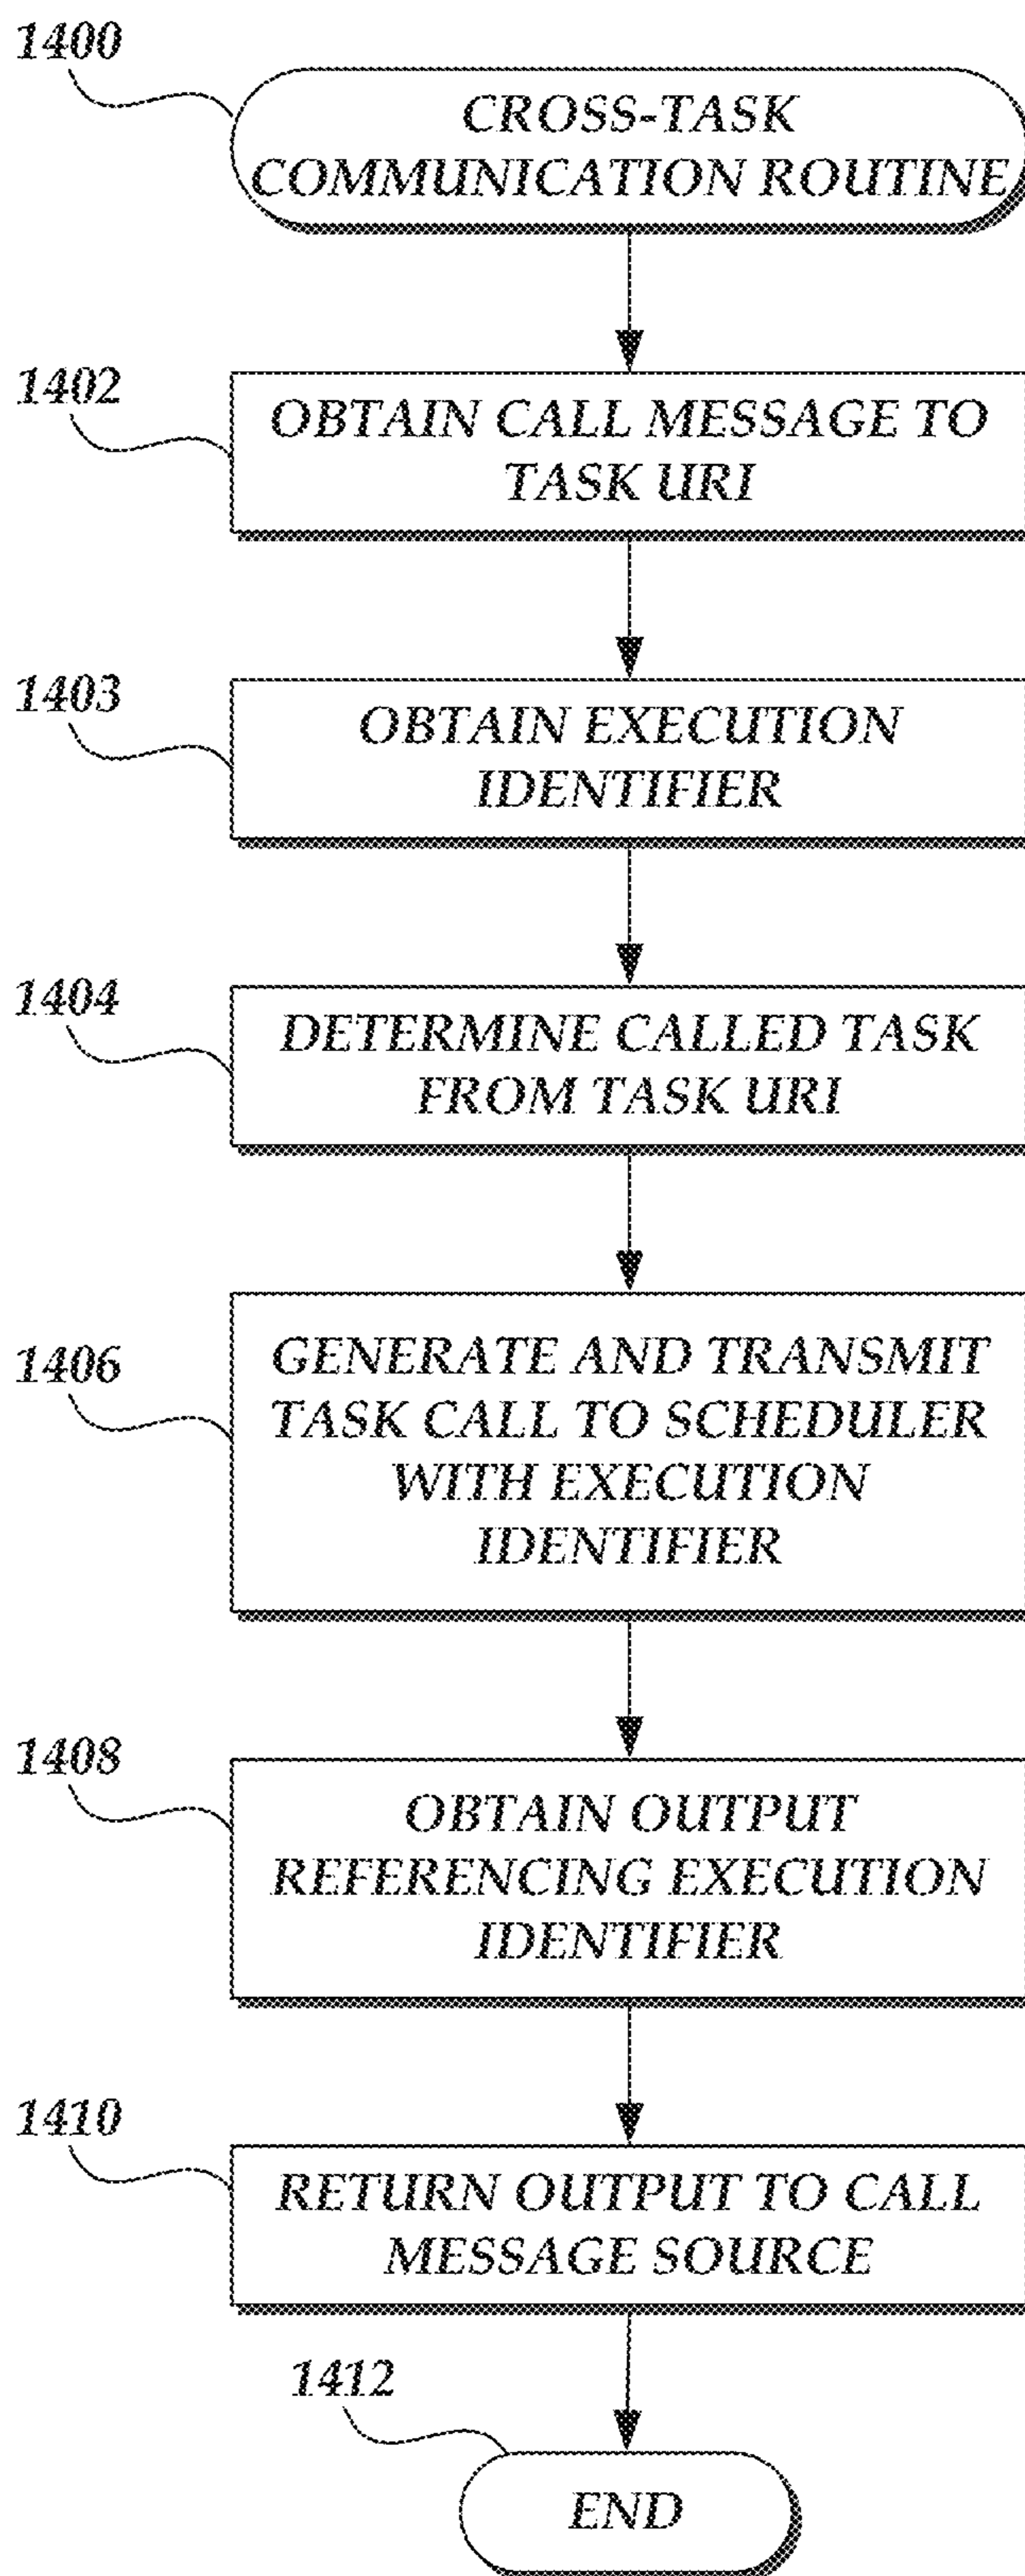 1400
CROSS-TASK
COMMUNICATION ROUTINE
1402
OBTAIN CALL MESSAGE TO
TASK URI
1403
OBTAIN EXECUTION
IDENTIFIER
1404
DETERMINE CALLED TASK
FROM TASK URI
1406
GENERATE AND TRANSMIT
TASK CALL TO SCHEDULER
WITH EXECUTION
IDENTIFIER
1408
OBTAIN OUTPUT
REFERENCING EXECUTION
IDENTIFIER
1410
RETURN OUTPUT TO CALL
MESSAGE SOURCE
1412
END